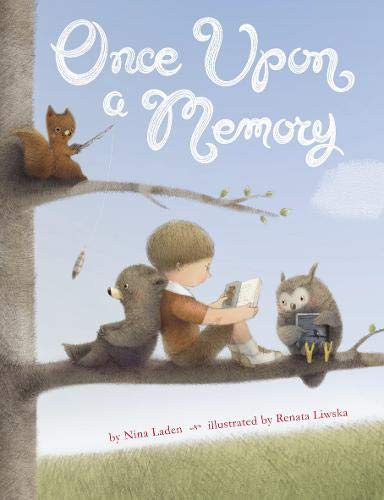 Once Upon
a Memory
by Nina Laden ~ illustrated by Renata Liwska